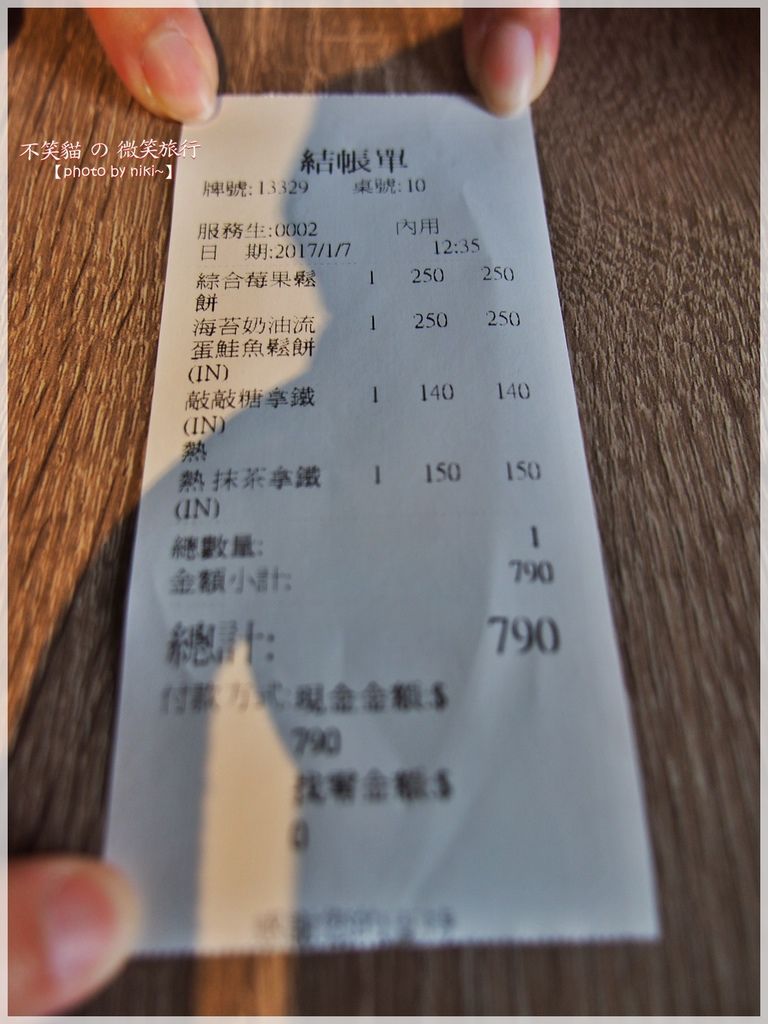 不笑貓 の 微笑旅行
【photo by niki~】
結帳單
牌號:13329 桌號:10
服務生:0002 內用
日 期:2017/1/7 12:35
綜合莓果鬆 1 250 250
餅
海苔奶油流 1 250 250
蛋鮭魚鬆餅
(IN)
敲敲糖拿鐵 1 140 140
(IN)
熱
熱 抹茶拿鐵 1 150 150
(IN)
總數量: 1
金額小計: 790
總計: 790
付款方式:現金金額:$
790
找零金額:$
0